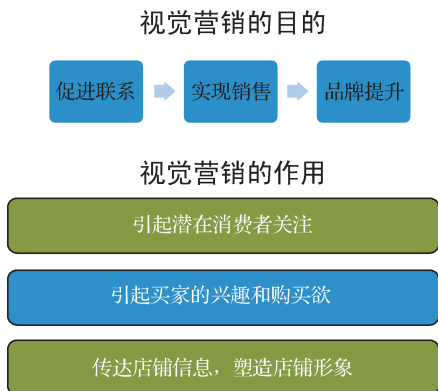 视觉营销的目的
促进联系 实现销售 品牌提升
视觉营销的作用
引起潜在消费者关注
引起买家的兴趣和购买欲
传达店铺信息，塑造店铺形象